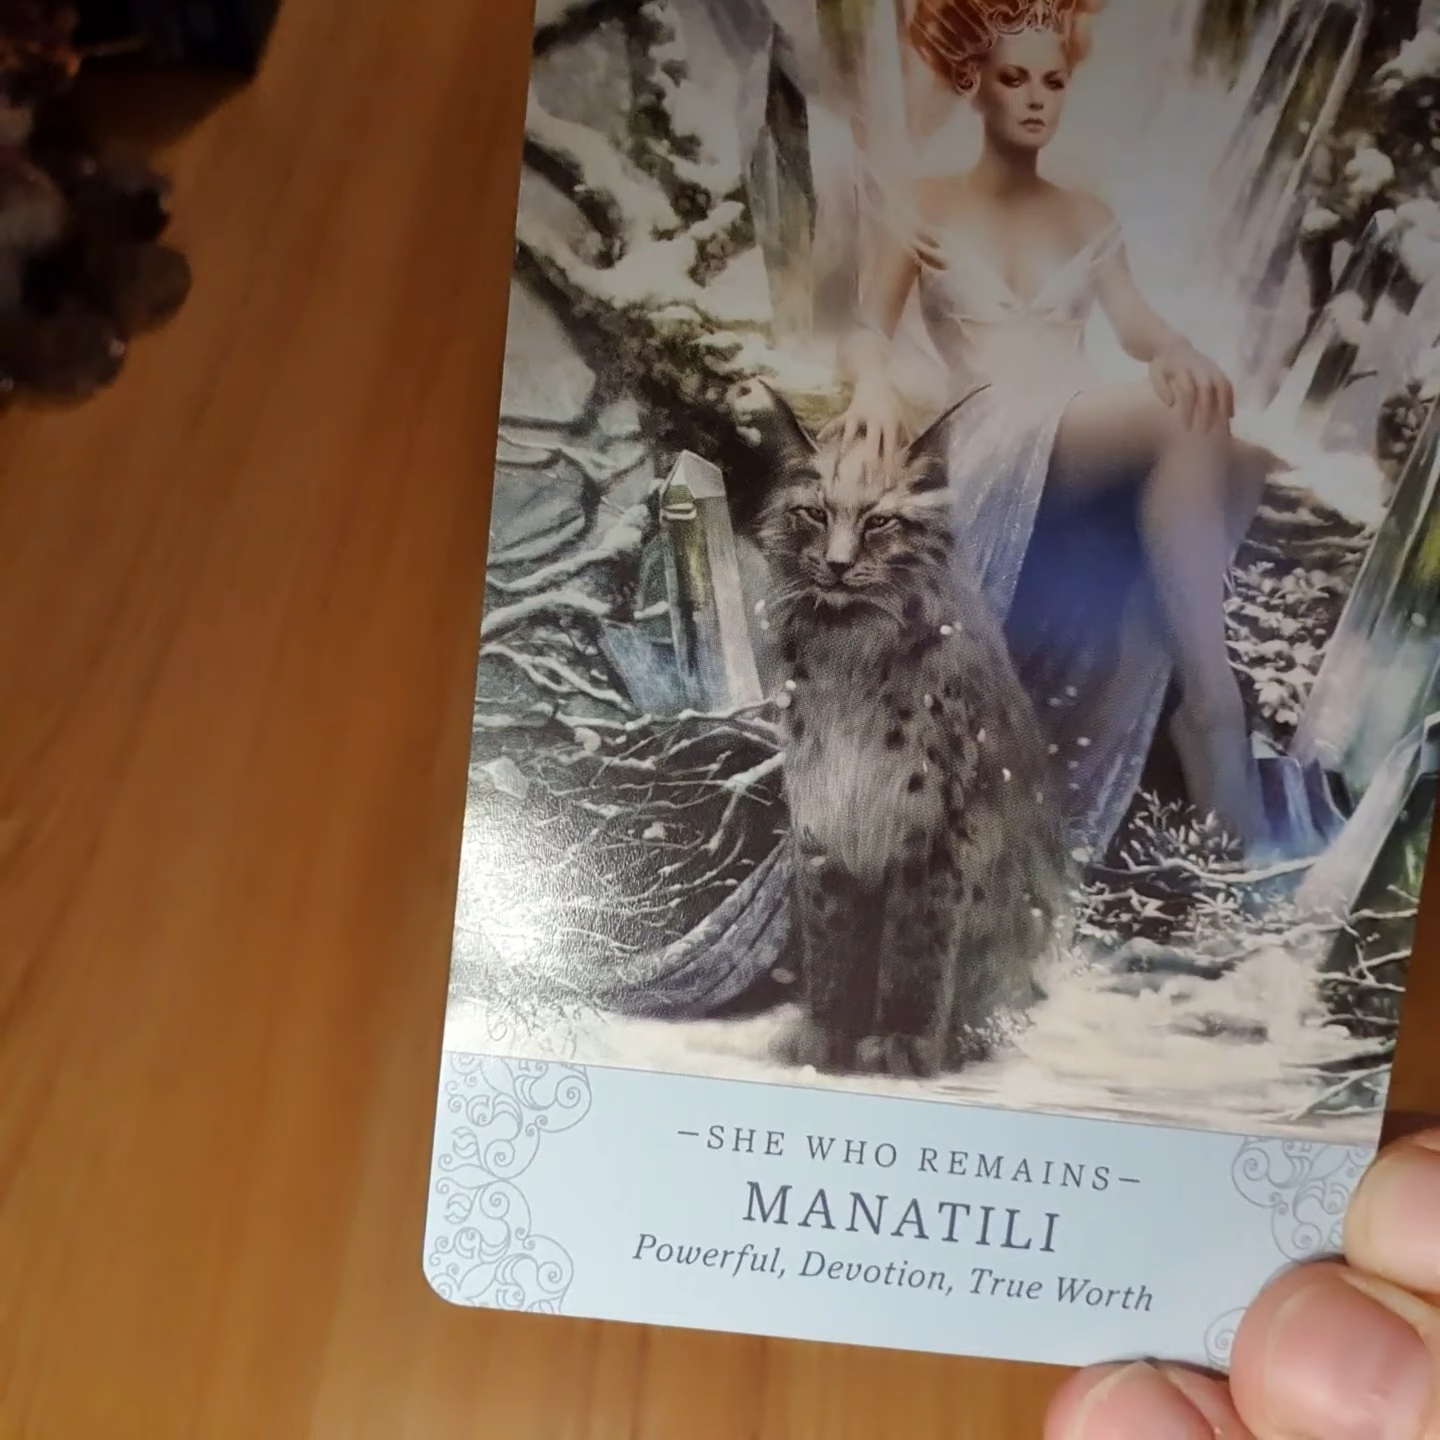 —SHE WHO REMAINS—
MANATILI
Powerful, Devotion, True Worth